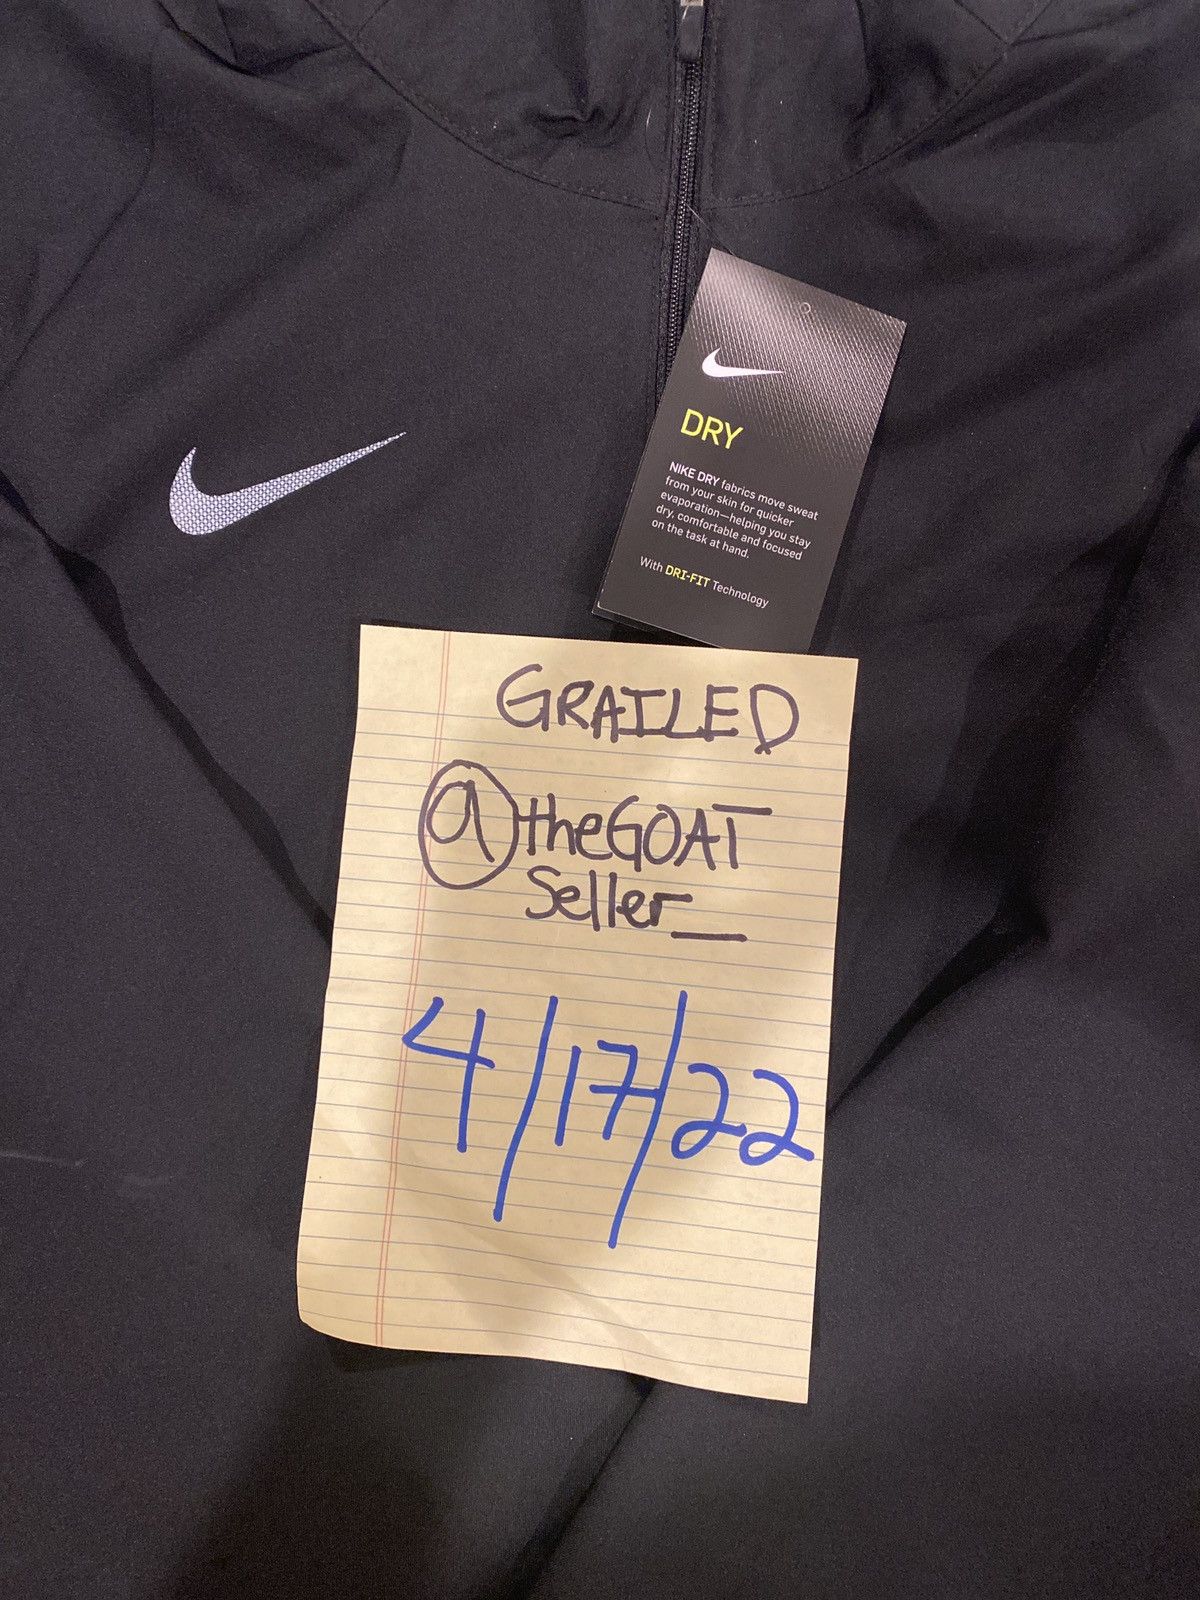 DRY
NIKE DRY fabrics move sweat
from your skin for quicker
evaporation—helping you stay
dry, comfortable and focused
on the task at hand.
With DRI-FIT Technology
GRAILED
@theGOAT
Seller_
4/17/22